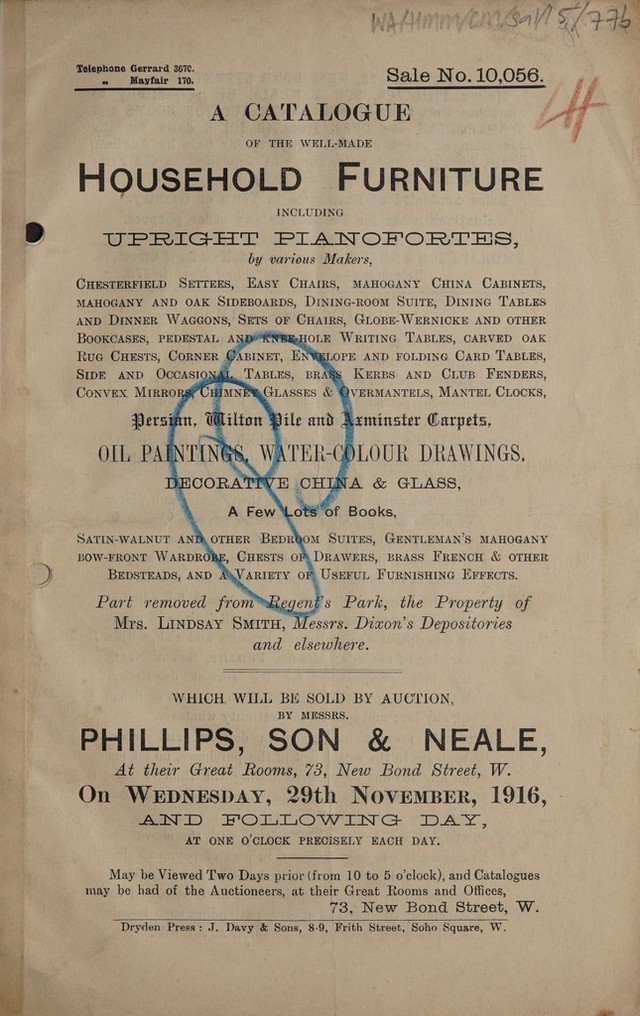 WA/HMM/CM/Sal/15/776
Telephone Gerrard 3670.
„ Mayfair 170.
Sale No. 10,056.
A CATALOGUE
OF THE WELL-MADE
HOUSEHOLD FURNITURE
INCLUDING
UPRIGHT PIANOFORTES,
by various Makers,
CHESTERFIELD SETTEES, EASY CHAIRS, MAHOGANY CHINA CABINETS,
MAHOGANY AND OAK SIDEBOARDS, DINING-ROOM SUITE, DINING TABLES
AND DINNER WAGGONS, SETS OF CHAIRS, GLOBE-WERNICKE AND OTHER
BOOKCASES, PEDESTAL AND KNEE-HOLE WRITING TABLES, CARVED OAK
RUG CHESTS, CORNER CABINET, ENVELOPE AND FOLDING CARD TABLES,
SIDE AND OCCASIONAL TABLES, BRASS KERBS AND CLUB FENDERS,
CONVEX MIRRORS, CHIMNEY GLASSES & OVERMANTELS, MANTEL CLOCKS,
Persian, Wilton Pile and Axminster Carpets,
OIL PAINTINGS, WATER-COLOUR DRAWINGS,
DECORATIVE CHINA & GLASS,
A FEW LOTS OF BOOKS,
SATIN-WALNUT AND OTHER BEDROOM SUITES, GENTLEMAN'S MAHOGANY
BOW-FRONT WARDROBE, CHESTS OF DRAWERS, BRASS FRENCH & OTHER
BEDSTEADS, AND A VARIETY OF USEFUL FURNISHING EFFECTS.
Part removed from Regent's Park, the Property of
MRS. LINDSAY SMITH, Messrs. Dixon's Depositories
and elsewhere.
WHICH WILL BE SOLD BY AUCTION,
BY MESSRS.
PHILLIPS, SON & NEALE,
At their Great Rooms, 73, New Bond Street, W.
On WEDNESDAY, 29th NOVEMBER, 1916,
AND FOLLOWING DAY,
AT ONE O'CLOCK PRECISELY EACH DAY.
May be Viewed Two Days prior (from 10 to 5 o'clock), and Catalogues
may be had of the Auctioneers, at their Great Rooms and Offices,
73, New Bond Street, W.
Dryden Press: J. Davy & Sons, 8-9, Frith Street, Soho Square, W.